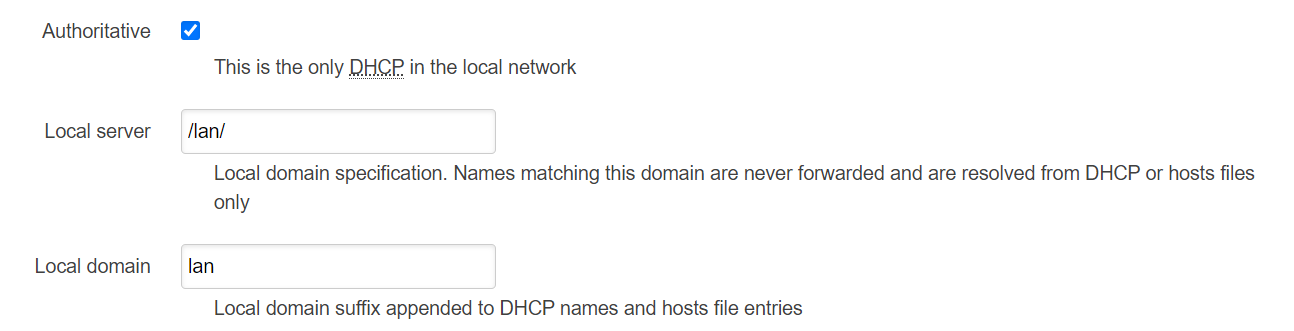 Authoritative
This is the only DHCP in the local network
Local server /lan/
Local domain specification. Names matching this domain are never forwarded and are resolved from DHCP or hosts files
only
Local domain lan
Local domain suffix appended to DHCP names and hosts file entries